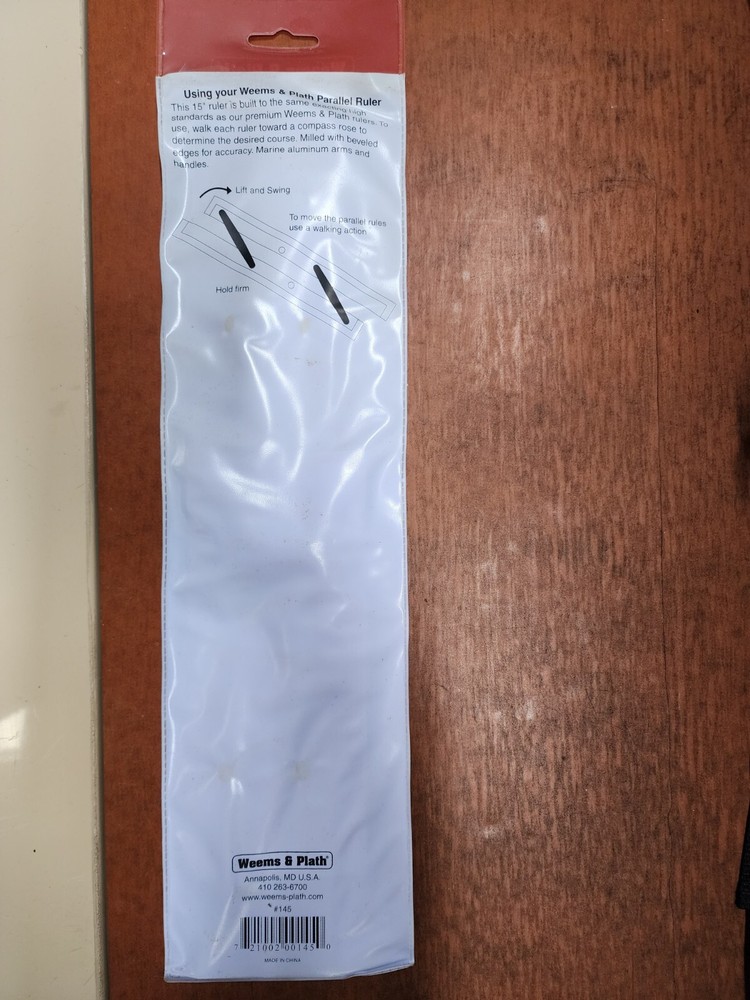 Using your Weems & Plath Parallel Ruler
This 15" ruler is built to the same exacting high
standards as our premium Weems & Plath rulers. To
use, walk each ruler toward a compass rose to
determine the desired course. Milled with beveled
edges for accuracy. Marine aluminum arms and
handles.
Lift and Swing
To move the parallel rules
use a walking action
Hold firm
Weems & Plath®
Annapolis, MD U.S.A.
410 263-6700
www.weems-plath.com
#145
7 21002 00145 0
MADE IN CHINA